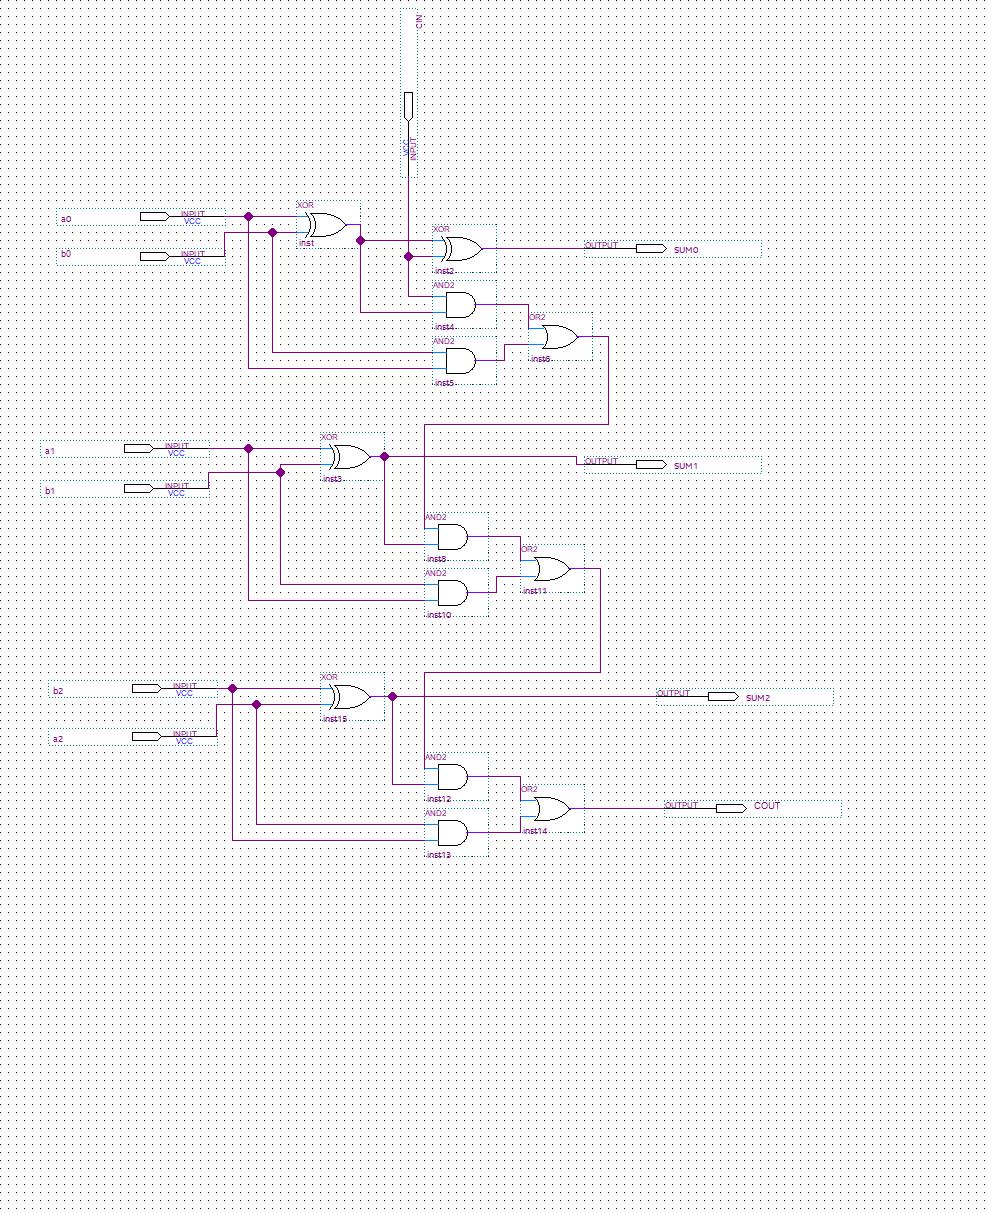 CIN
VCC
INPUT
XOR
a0
INPUT
VCC
inst
XOR
b0
INPUT
VCC
OUTPUT
SUM0
inst2
AND2
inst4
OR2
AND2
inst6
inst5
XOR
a1
INPUT
VCC
OUTPUT
SUM1
inst3
b1
INPUT
VCC
AND2
OR2
inst8
AND2
inst11
inst10
XOR
b2
INPUT
VCC
OUTPUT
SUM2
inst15
a2
INPUT
VCC
AND2
OR2
inst12
OUTPUT
COUT
AND2
inst14
inst13